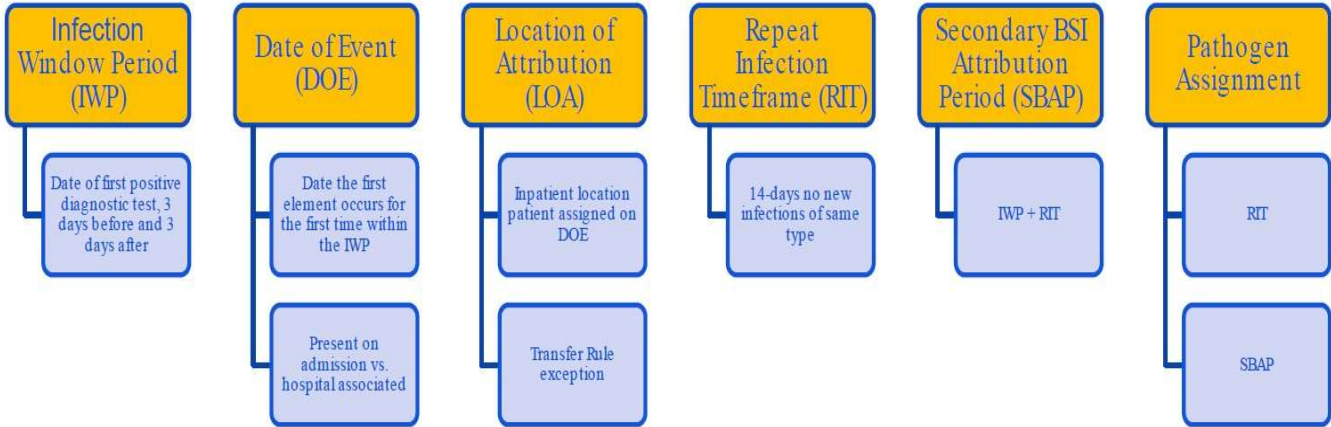 Infection
Window Period
(IWP)
Date of first positive
diagnostic test, 3
days before and 3
days after
Date of Event
(DOE)
Date the first
element occurs for
the first time within
the IWP
Present on
admission vs.
hospital associated
Location of
Attribution
(LOA)
Inpatient location
patient assigned on
DOE
Transfer Rule
exception
Repeat
Infection
Timeframe (RIT)
14-days no new
infections of same
type
Secondary BSI
Attribution
Period (SBAP)
IWP + RIT
Pathogen
Assignment
RIT
SBAP